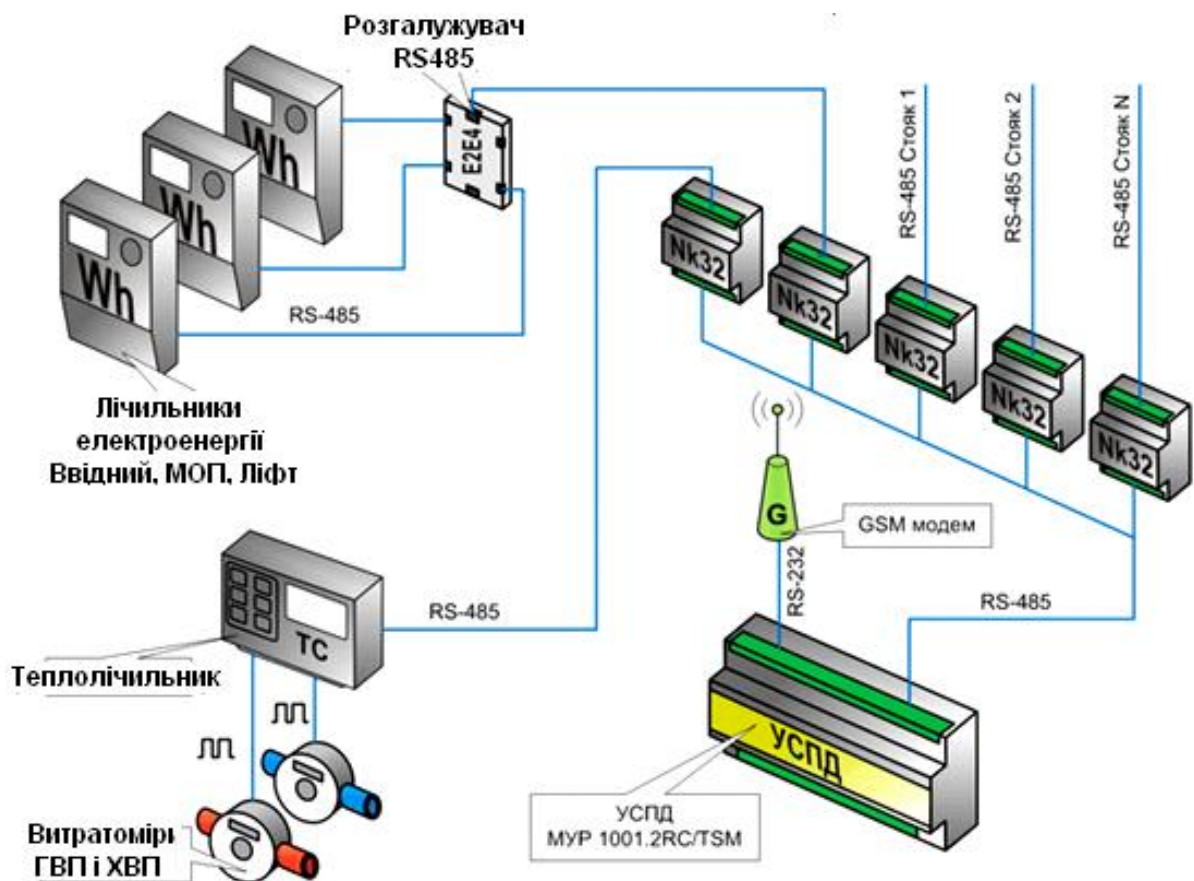 Розгалужувач
RS485
Wh
Wh
Wh
E2E4
RS-485
Лічильники
електроенергії
Ввідний, МОП, Ліфт
RS-485 Стояк 1
RS-485 Стояк 2
RS-485 Стояк N
Nk32
Nk32
Nk32
Nk32
Nk32
G
GSM модем
RS-232
RS-485
RS-485
ТС
Теплолічильник
УСПД
УСПД
МУР 1001.2RC/TSM
Витратоміри
ГВП і ХВП